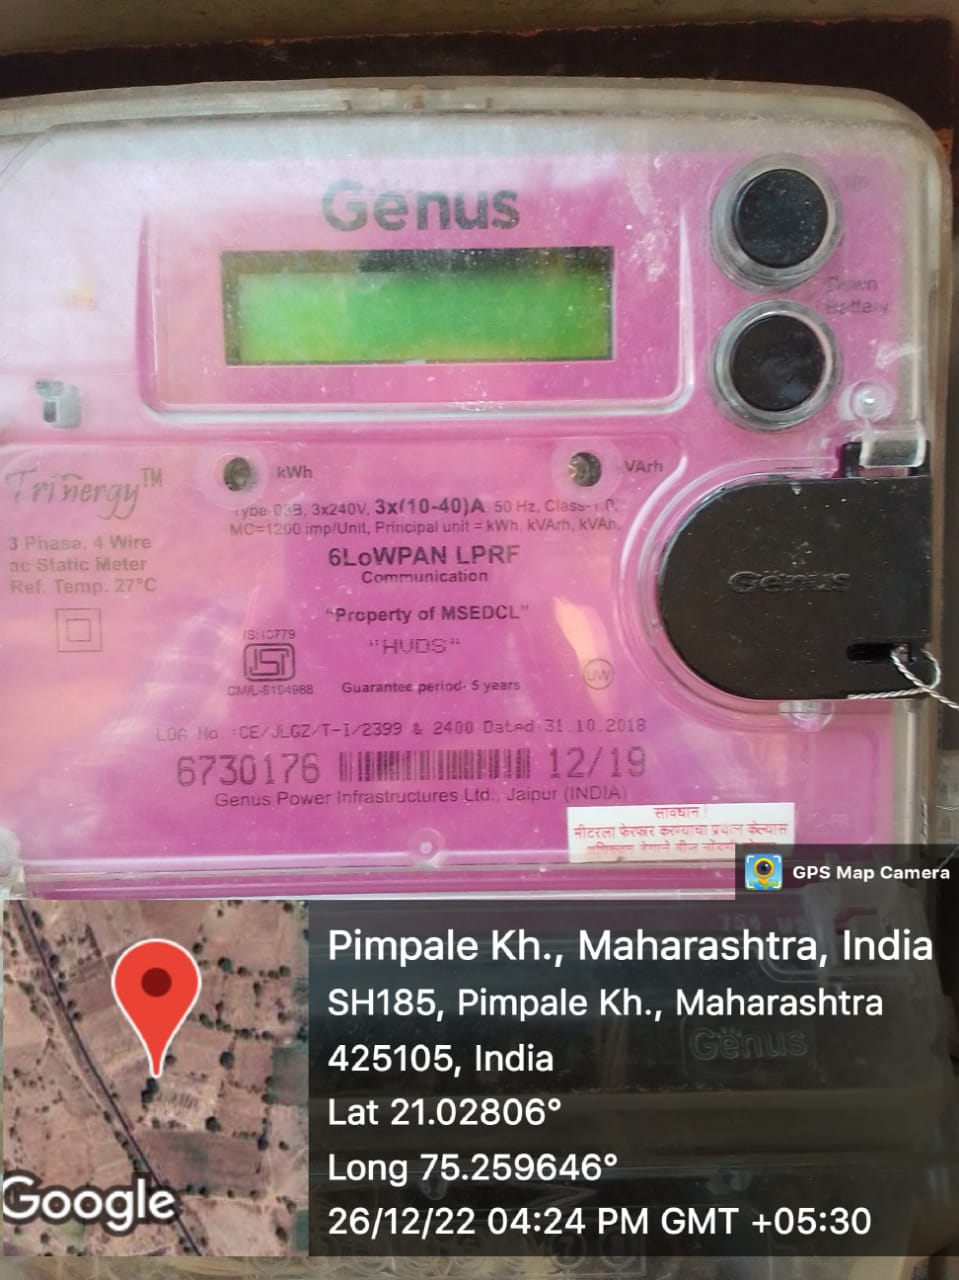 Genus
Down
Battery
kWh
VArh
Trinergy™
Type 03B, 3x240V, 3x(10-40)A 50 Hz, Class-1.0,
MC=1200 imp/Unit, Principal unit = kWh, kVArh, kVAh,
3 Phase, 4 Wire
ac Static Meter
Ref. Temp. 27°C
6LoWPAN LPRF
Communication
Genus
"Property of MSEDCL"
"HVDS"
IS:13779
ISI
CM/L-6194988
Guarantee period- 5 years
UW
LOA No :CE/JLGZ/T-I/2399 & 2400 Dated 31.10.2018
6730176 12/19
Genus Power Infrastructures Ltd., Jaipur (INDIA)
सावधान !
मीटरला फेरफार करण्याचा प्रयत्न केल्यास
GPS Map Camera
Pimpale Kh., Maharashtra, India
SH185, Pimpale Kh., Maharashtra
425105, India
Lat 21.02806°
Long 75.259646°
26/12/22 04:24 PM GMT +05:30
Google
Genus